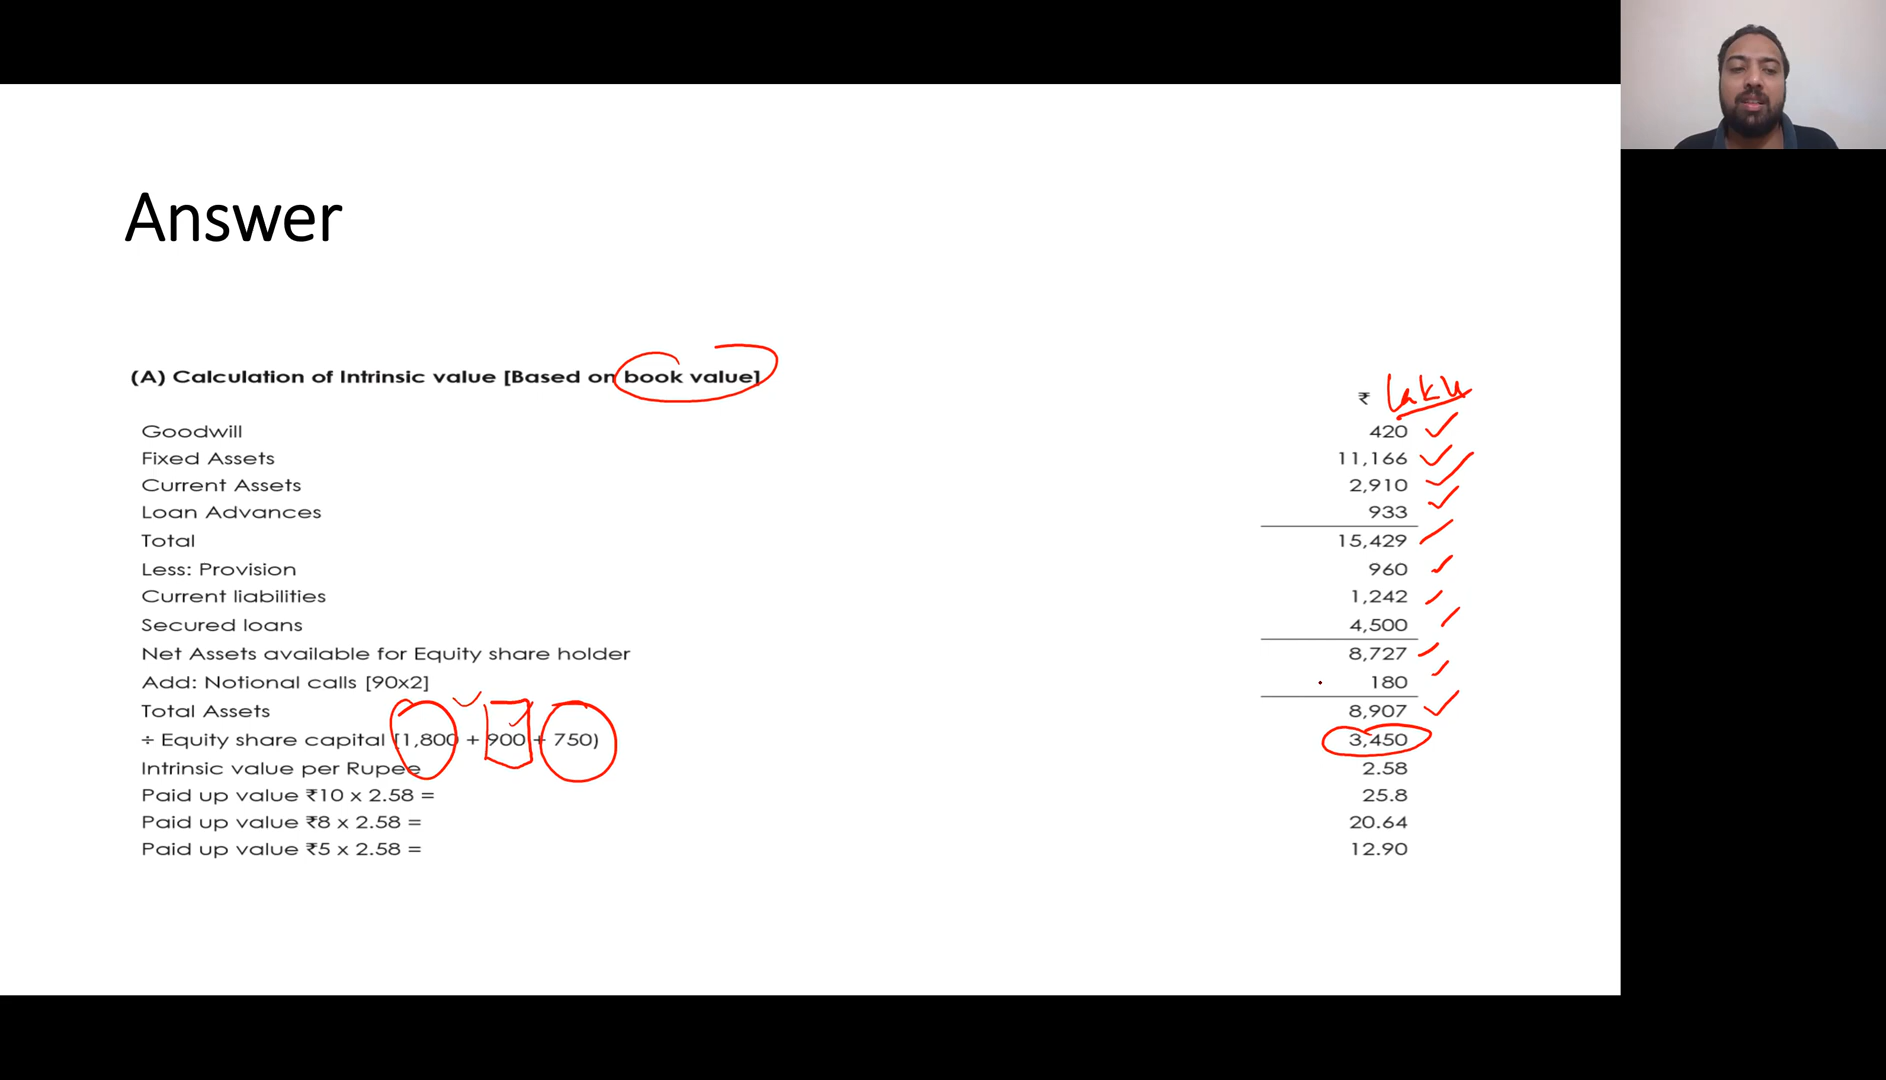 Answer
(A) Calculation of Intrinsic value [Based on book value]
₹ lakh
Goodwill 420
Fixed Assets 11,166
Current Assets 2,910
Loan Advances 933
Total 15,429
Less: Provision 960
Current liabilities 1,242
Secured loans 4,500
Net Assets available for Equity share holder 8,727
Add: Notional calls [90x2] 180
Total Assets 8,907
÷ Equity share capital [1,800 + 900 + 750) 3,450
Intrinsic value per Rupee 2.58
Paid up value ₹10 x 2.58 = 25.8
Paid up value ₹8 x 2.58 = 20.64
Paid up value ₹5 x 2.58 = 12.90